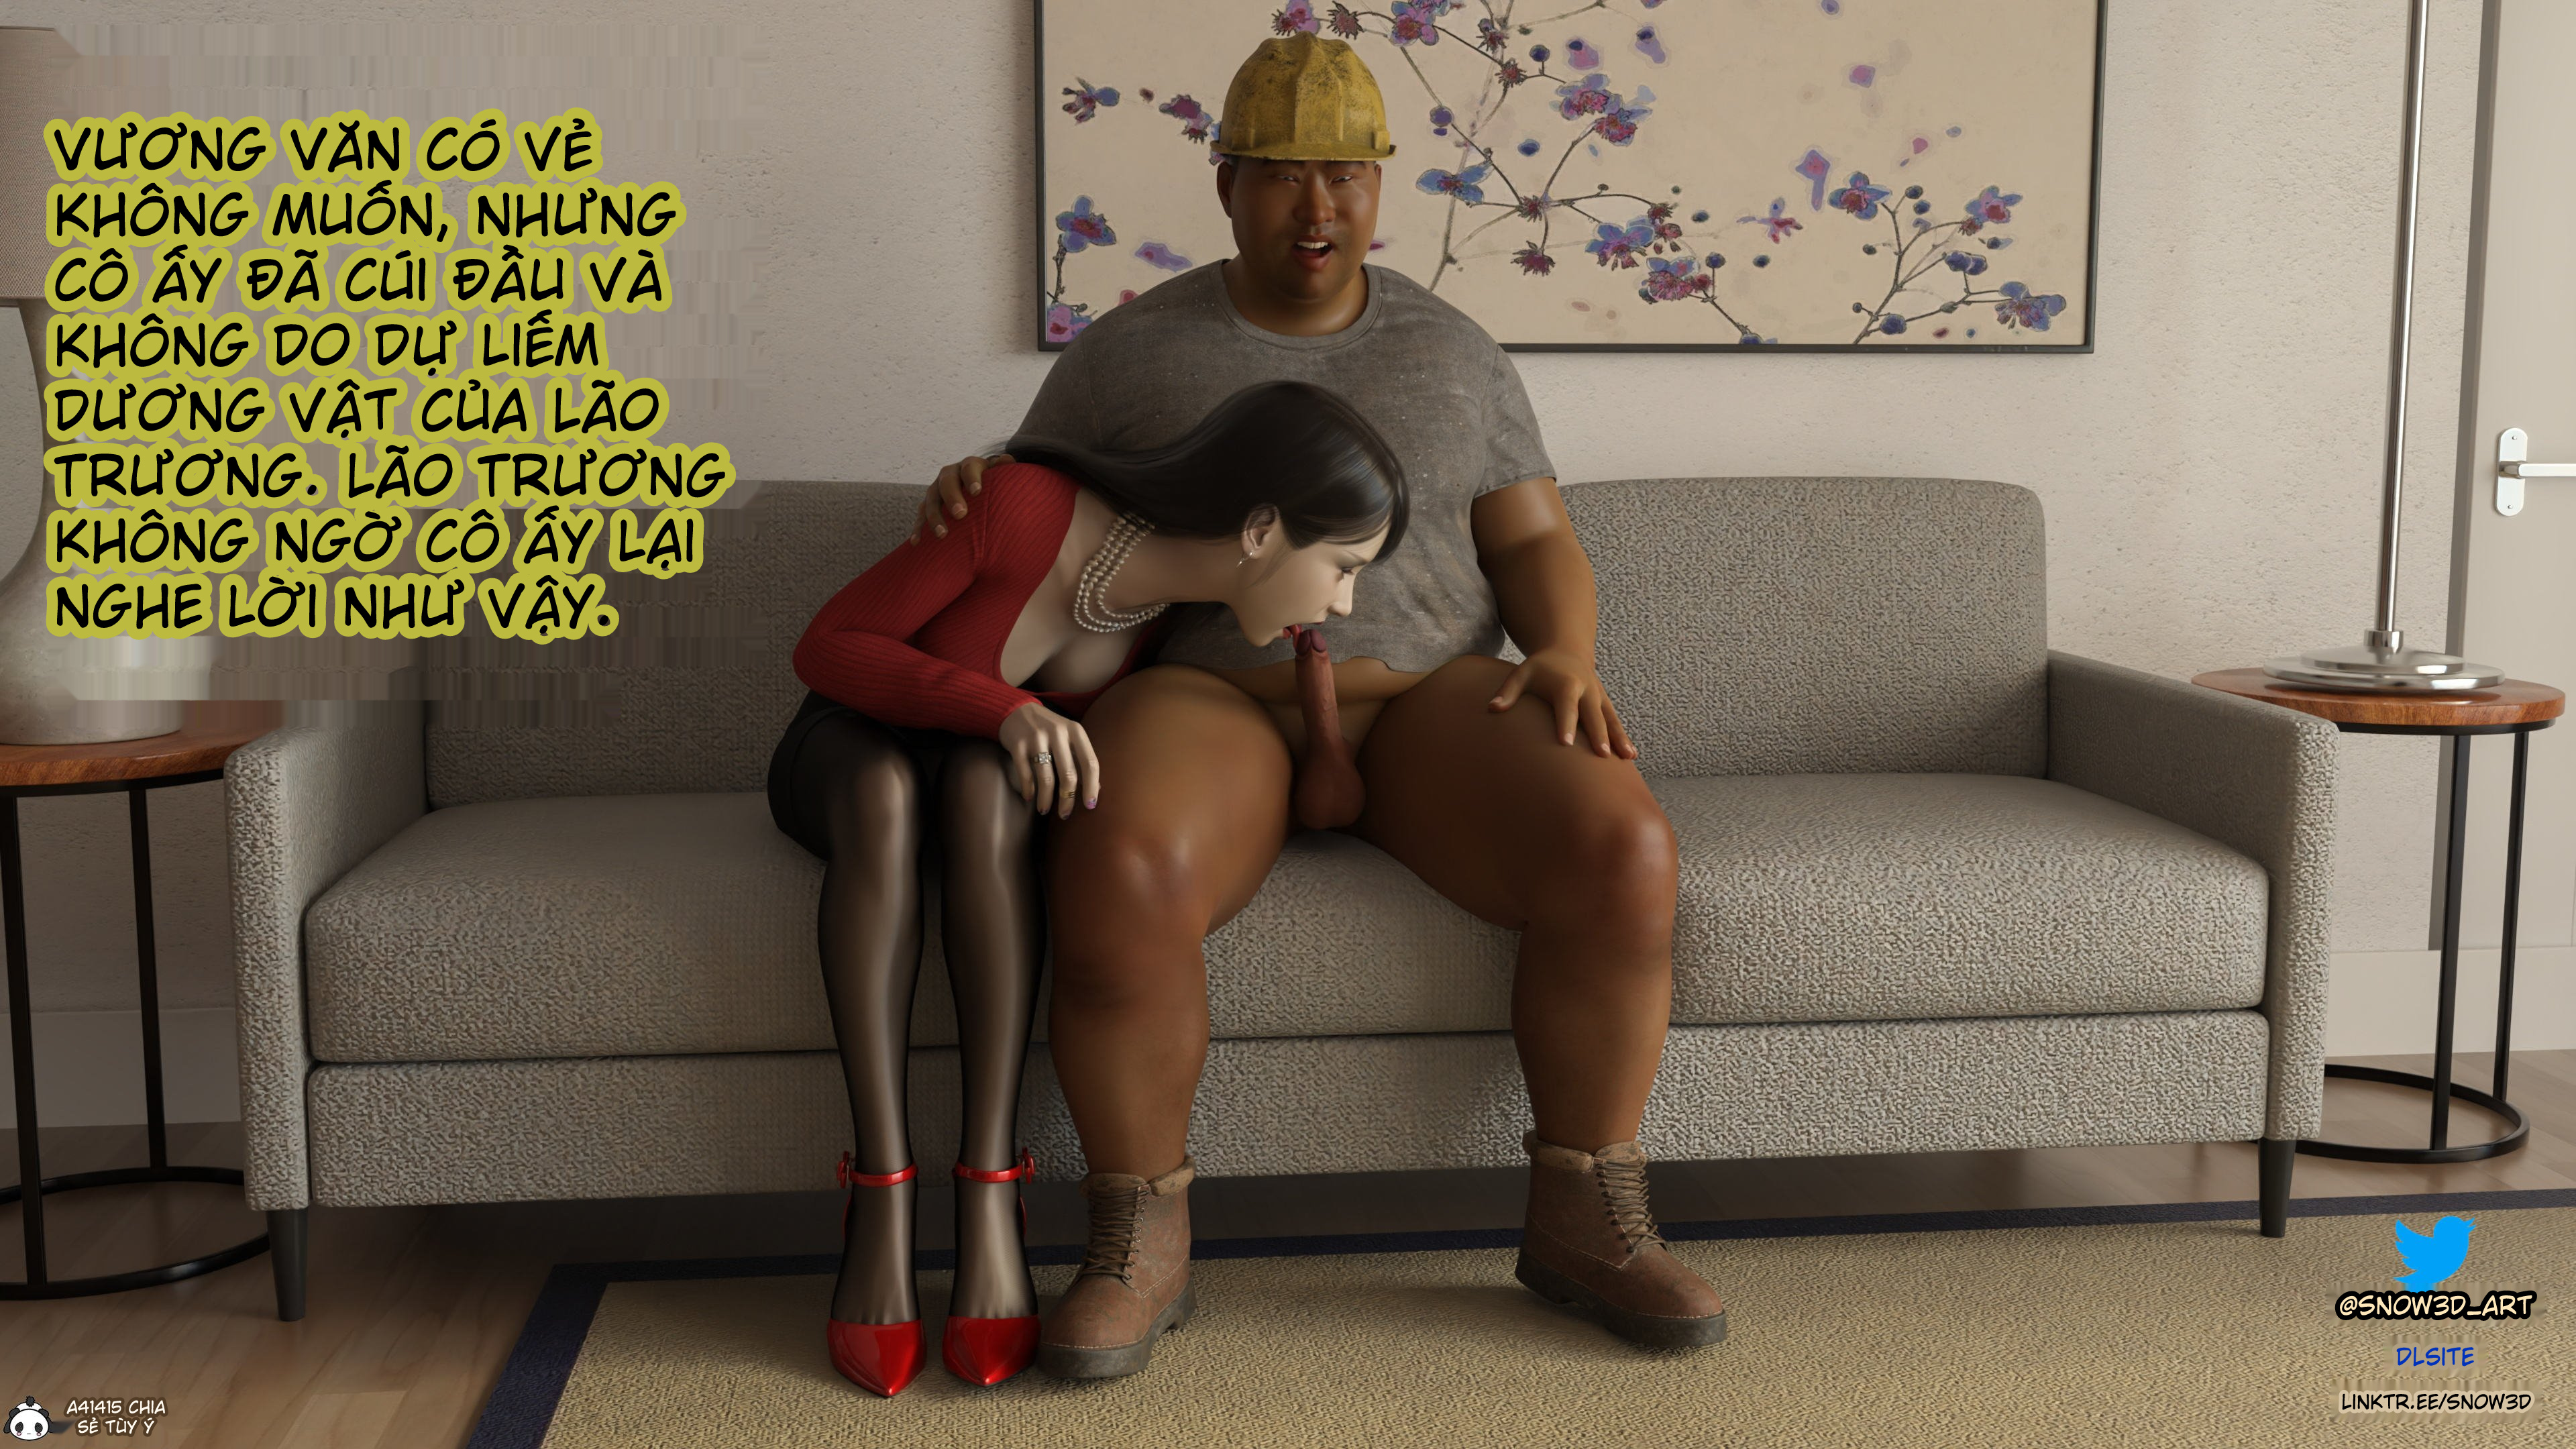 VƯƠNG VĂN CÓ VẺ
KHÔNG MUỐN, NHƯNG
CÔ ẤY ĐÃ CÚI ĐẦU VÀ
KHÔNG DO DỰ LIẾM
DƯƠNG VẬT CỦA LÃO
TRƯƠNG. LÃO TRƯƠNG
KHÔNG NGỜ CÔ ẤY LẠI
NGHE LỜI NHƯ VẬY.
@SNOW3D_ART
DLSITE
LINKTR.EE/SNOW3D
A41415 CHIA
SẺ TÙY Ý